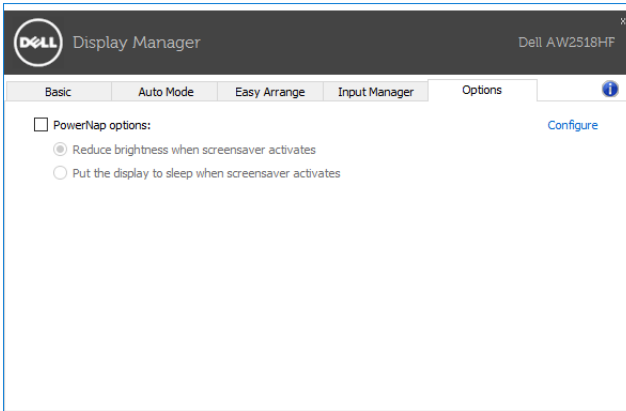 x
DELL Display Manager Dell AW2518HF
Basic Auto Mode Easy Arrange Input Manager Options i
PowerNap options: Configure
Reduce brightness when screensaver activates
Put the display to sleep when screensaver activates